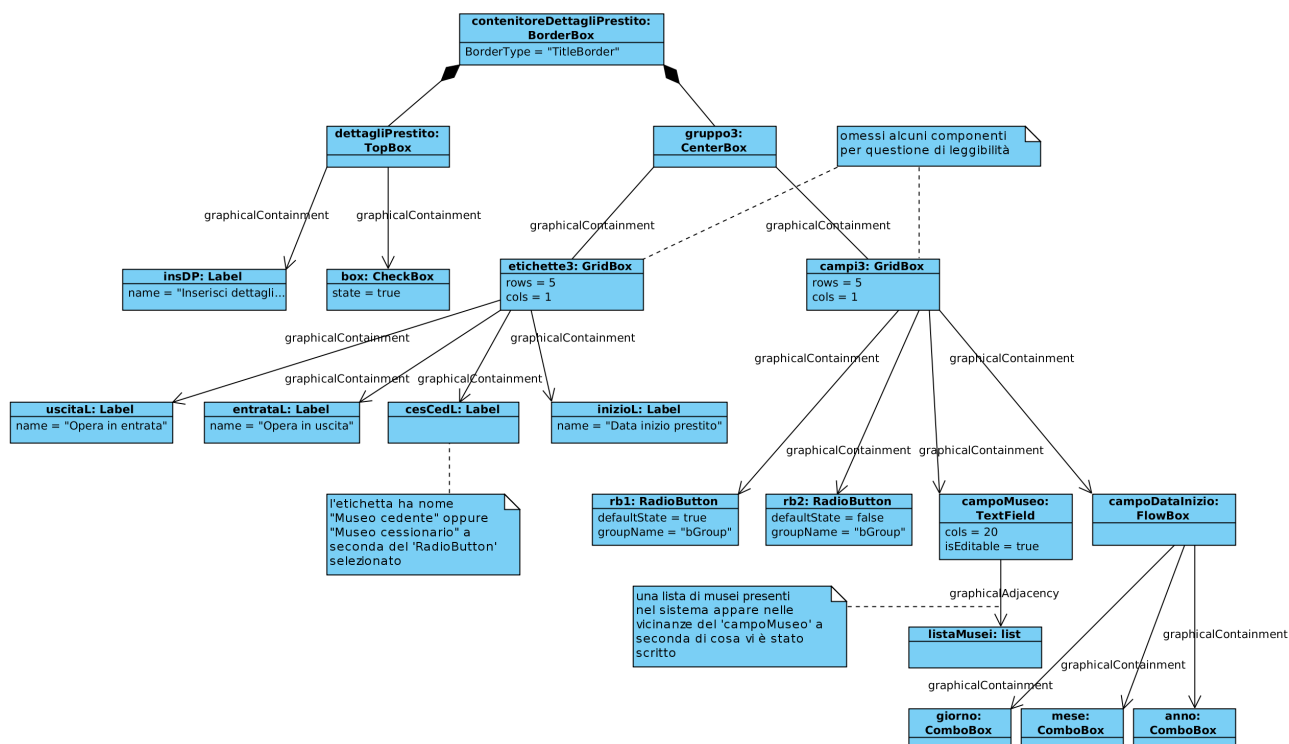 contenitoreDettagliPrestito:
BorderBox
BorderType = "TitleBorder"
dettagliPrestito:
TopBox
gruppo3:
CenterBox
omessi alcuni componenti
per questione di leggibilità
graphicalContainment
graphicalContainment
graphicalContainment
graphicalContainment
insDP: Label
name = "Inserisci dettagli...
box: CheckBox
state = true
etichette3: GridBox
rows = 5
cols = 1
campi3: GridBox
rows = 5
cols = 1
graphicalContainment
graphicalContainment
graphicalContainment
graphicalContainment
graphicalContainment
graphicalContainment
graphicalContainment
uscitaL: Label
name = "Opera in entrata"
entrataL: Label
name = "Opera in uscita"
cesCedL: Label
inizioL: Label
name = "Data inizio prestito"
graphicalContainment
graphicalContainment
l'etichetta ha nome
"Museo cedente" oppure
"Museo cessionario" a
seconda del 'RadioButton'
selezionato
rb1: RadioButton
defaultState = true
groupName = "bGroup"
rb2: RadioButton
defaultState = false
groupName = "bGroup"
campoMuseo:
TextField
cols = 20
isEditable = true
campoDataInizio:
FlowBox
una lista di musei presenti
nel sistema appare nelle
vicinanze del 'campoMuseo' a
seconda di cosa vi è stato
scritto
graphicalAdjacency
listaMusei: list
graphicalContainment
graphicalContainment
graphicalContainment
giorno:
ComboBox
mese:
ComboBox
anno:
ComboBox